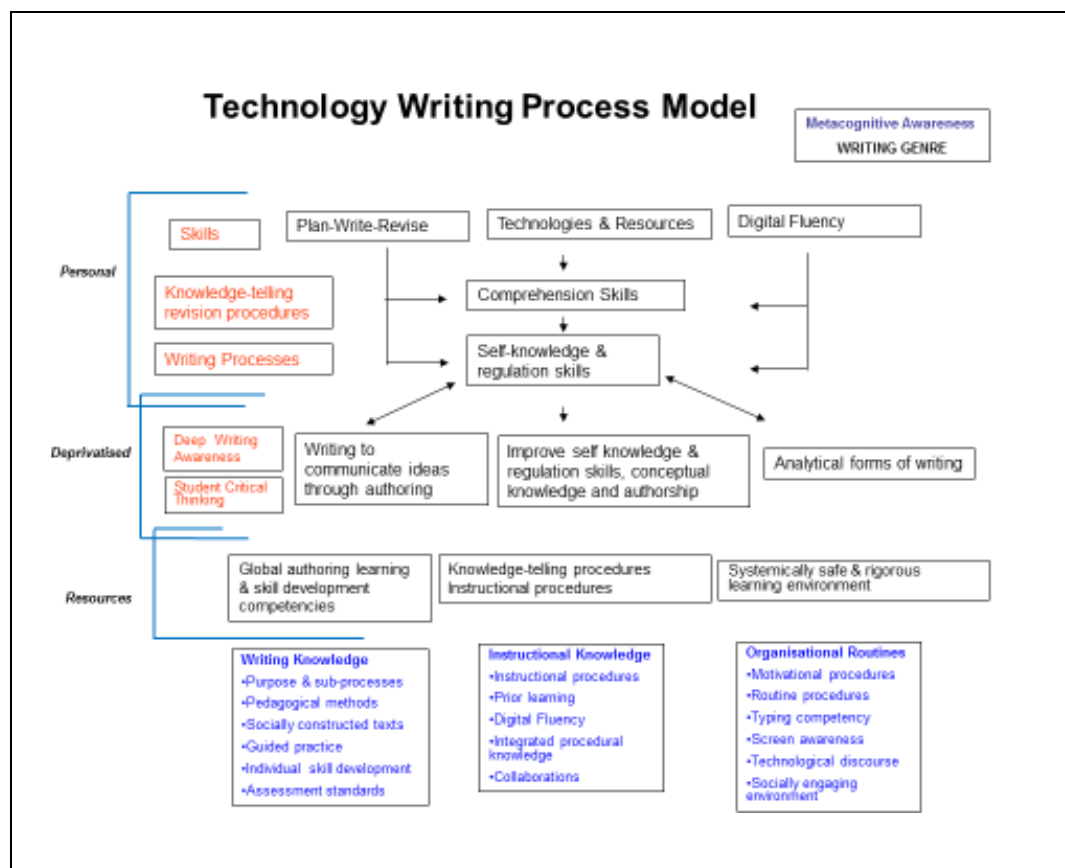 Technology Writing Process Model
Metacognitive Awareness
WRITING GENRE
Personal
Skills
Plan-Write-Revise
Technologies & Resources
Digital Fluency
Knowledge-telling
revision procedures
Comprehension Skills
Writing Processes
Self-knowledge &
regulation skills
Deprivatised
Deep Writing
Awareness
Student Critical
Thinking
Writing to
communicate ideas
through authoring
Improve self knowledge &
regulation skills, conceptual
knowledge and authorship
Analytical forms of writing
Resources
Global authoring learning
& skill development
competencies
Knowledge-telling procedures
Instructional procedures
Systemically safe & rigorous
learning environment
Writing Knowledge
•Purpose & sub-processes
•Pedagogical methods
•Socially constructed texts
•Guided practice
•Individual skill development
•Assessment standards
Instructional Knowledge
•Instructional procedures
•Prior learning
•Digital Fluency
•Integrated procedural
knowledge
•Collaborations
Organisational Routines
•Motivational procedures
•Routine procedures
•Typing competency
•Screen awareness
•Technological discourse
•Socially engaging
environment